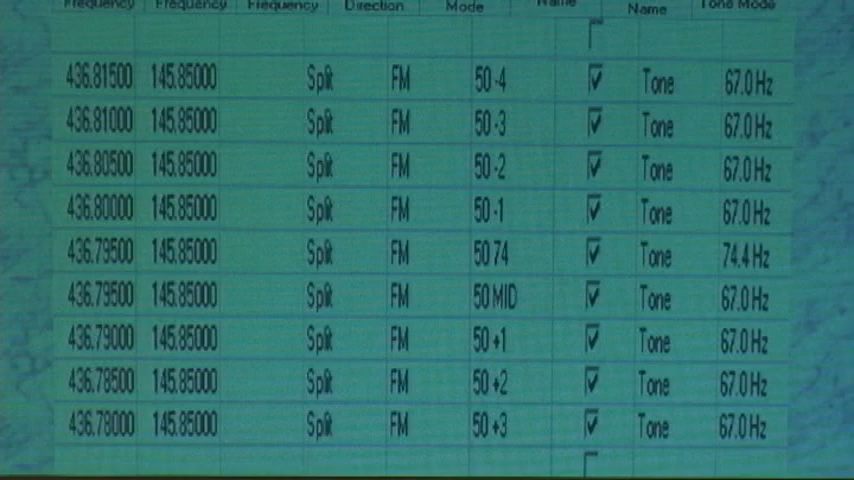 Frequency Frequency Frequency Direction Mode Name Name Tone Mode
436.81500 145.85000 Split FM 50 -4 Tone 67.0 Hz
436.81000 145.85000 Split FM 50 -3 Tone 67.0 Hz
436.80500 145.85000 Split FM 50 -2 Tone 67.0 Hz
436.80000 145.85000 Split FM 50 -1 Tone 67.0 Hz
436.79500 145.85000 Split FM 50 74 Tone 74.4 Hz
436.79500 145.85000 Split FM 50 MID Tone 67.0 Hz
436.79000 145.85000 Split FM 50 +1 Tone 67.0 Hz
436.78500 145.85000 Split FM 50 +2 Tone 67.0 Hz
436.78000 145.85000 Split FM 50 +3 Tone 67.0 Hz